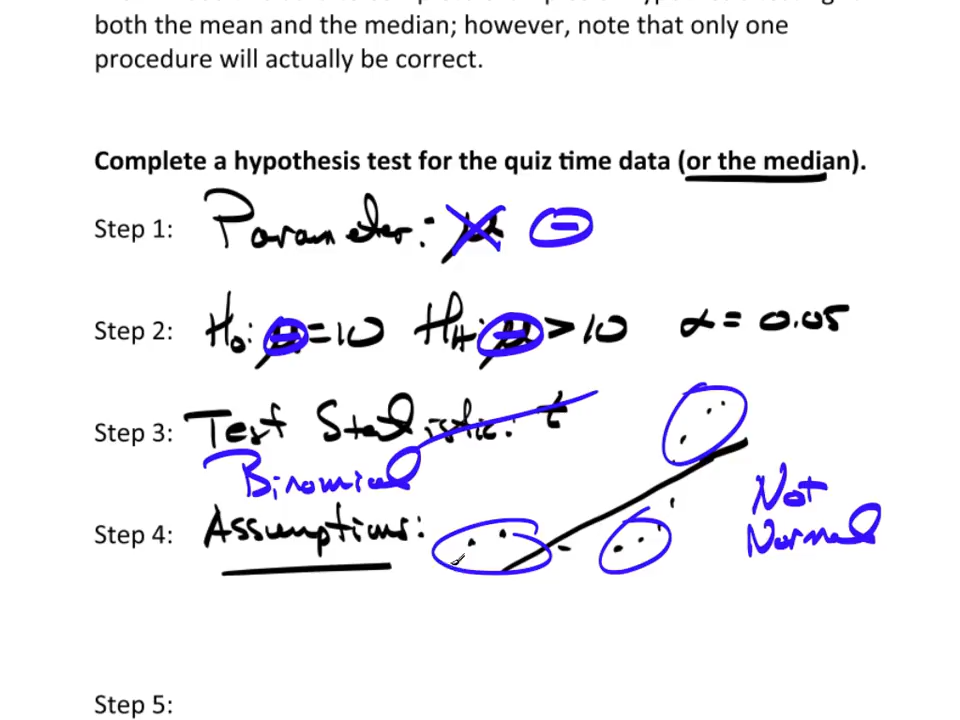 both the mean and the median; however, note that only one
procedure will actually be correct.
Complete a hypothesis test for the quiz time data (or the median).
Step 1: Parameter: μ Θ
Step 2: H₀: Θ = 10 H_A: Θ > 10 α = 0.05
Step 3: Test Statistic: t
Binomial
Step 4: Assumptions: Not
Normal
Step 5: